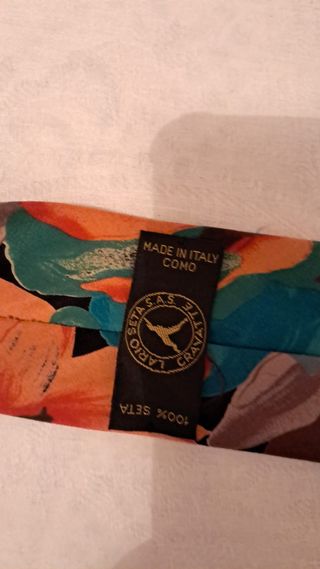 MADE IN ITALY
COMO
LARIO SETA S.A.S. CRAVATTE
100% SETA